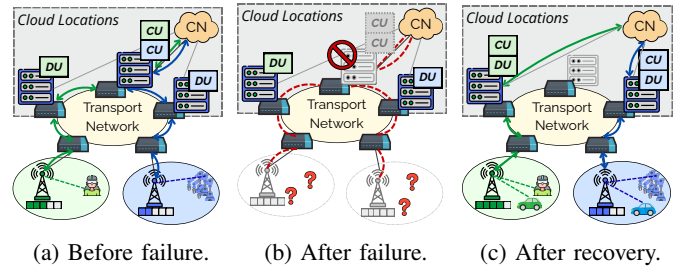 Cloud Locations
CN
CU
CU
DU
DU
Transport
Network
Cloud Locations
CN
CU
CU
DU
DU
Transport
Network
?
?
?
?
?
?
Cloud Locations
CN
CU
DU
CU
DU
Transport
Network
(a) Before failure.
(b) After failure.
(c) After recovery.